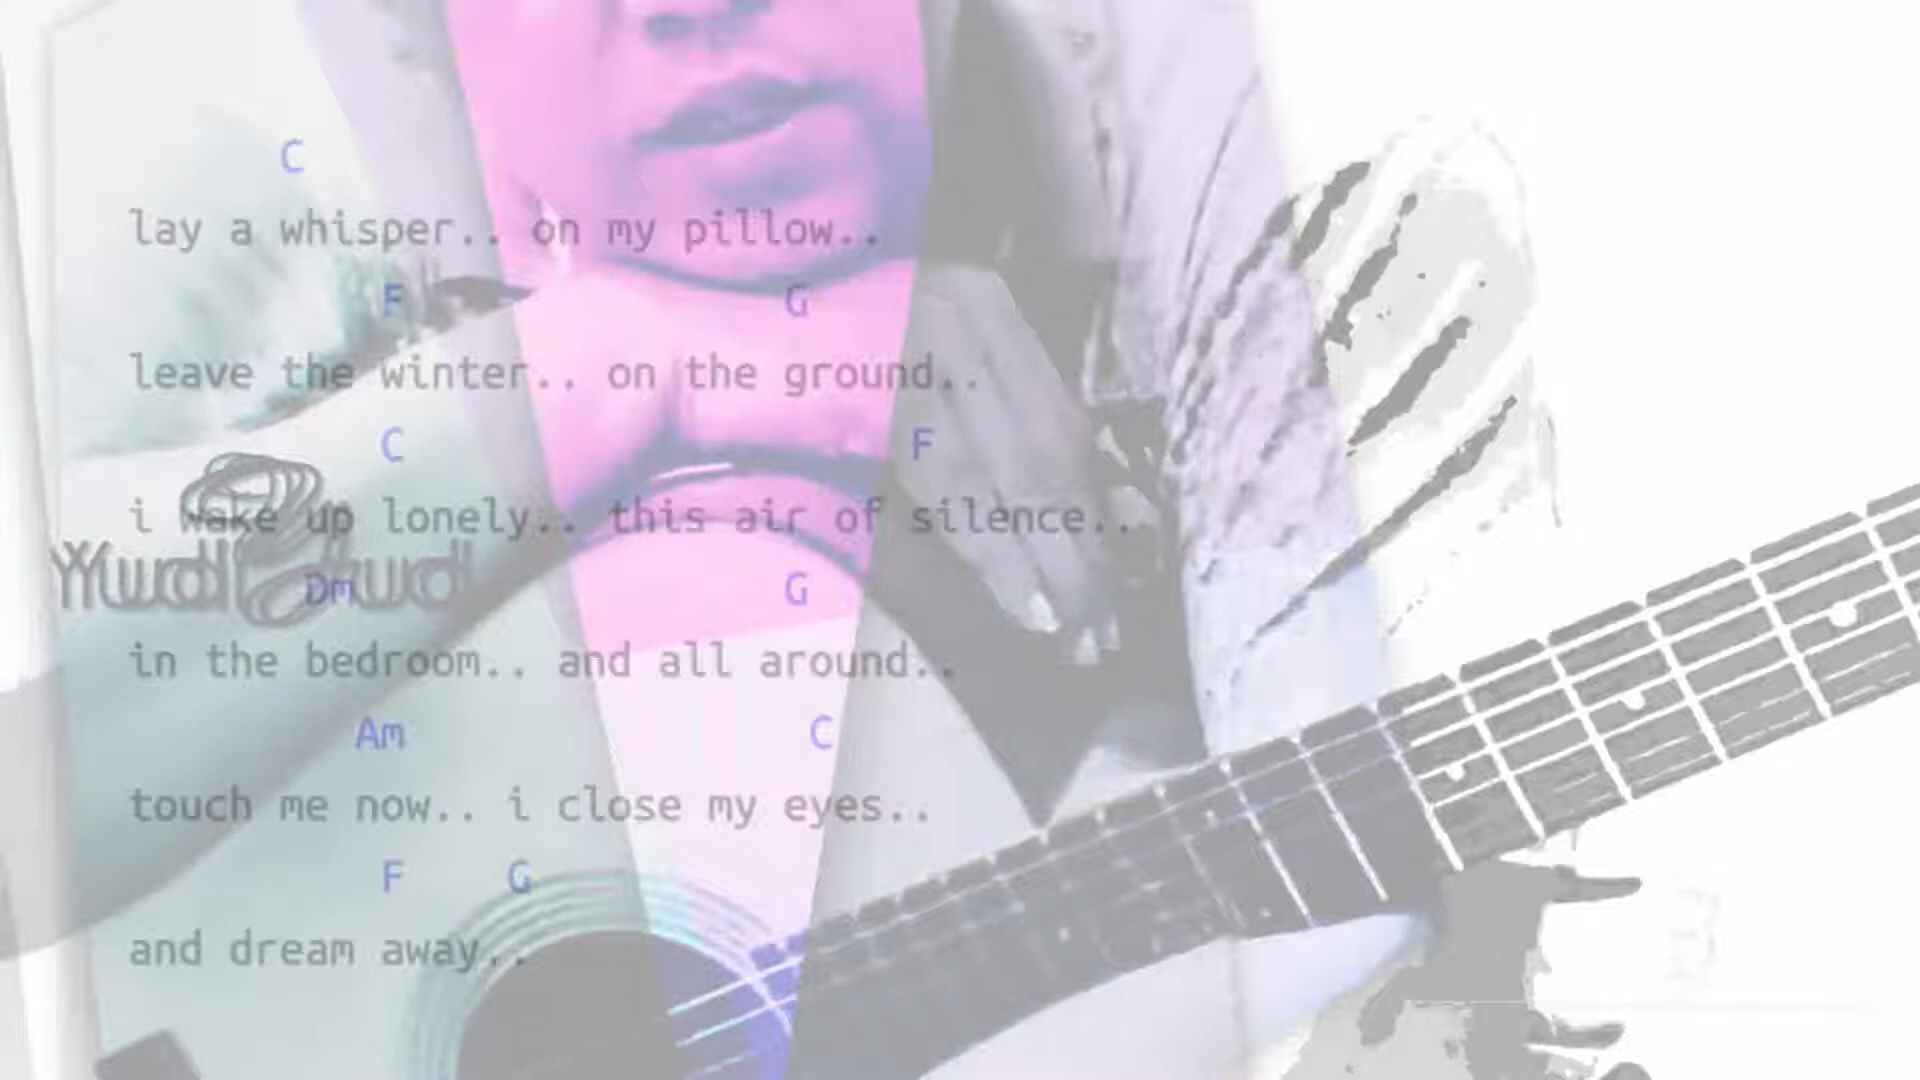 C
lay a whisper.. on my pillow..
F G
leave the winter.. on the ground..
C F
i wake up lonely.. this air of silence..
Dm G
in the bedroom.. and all around..
Am C
touch me now.. i close my eyes..
F G
and dream away..